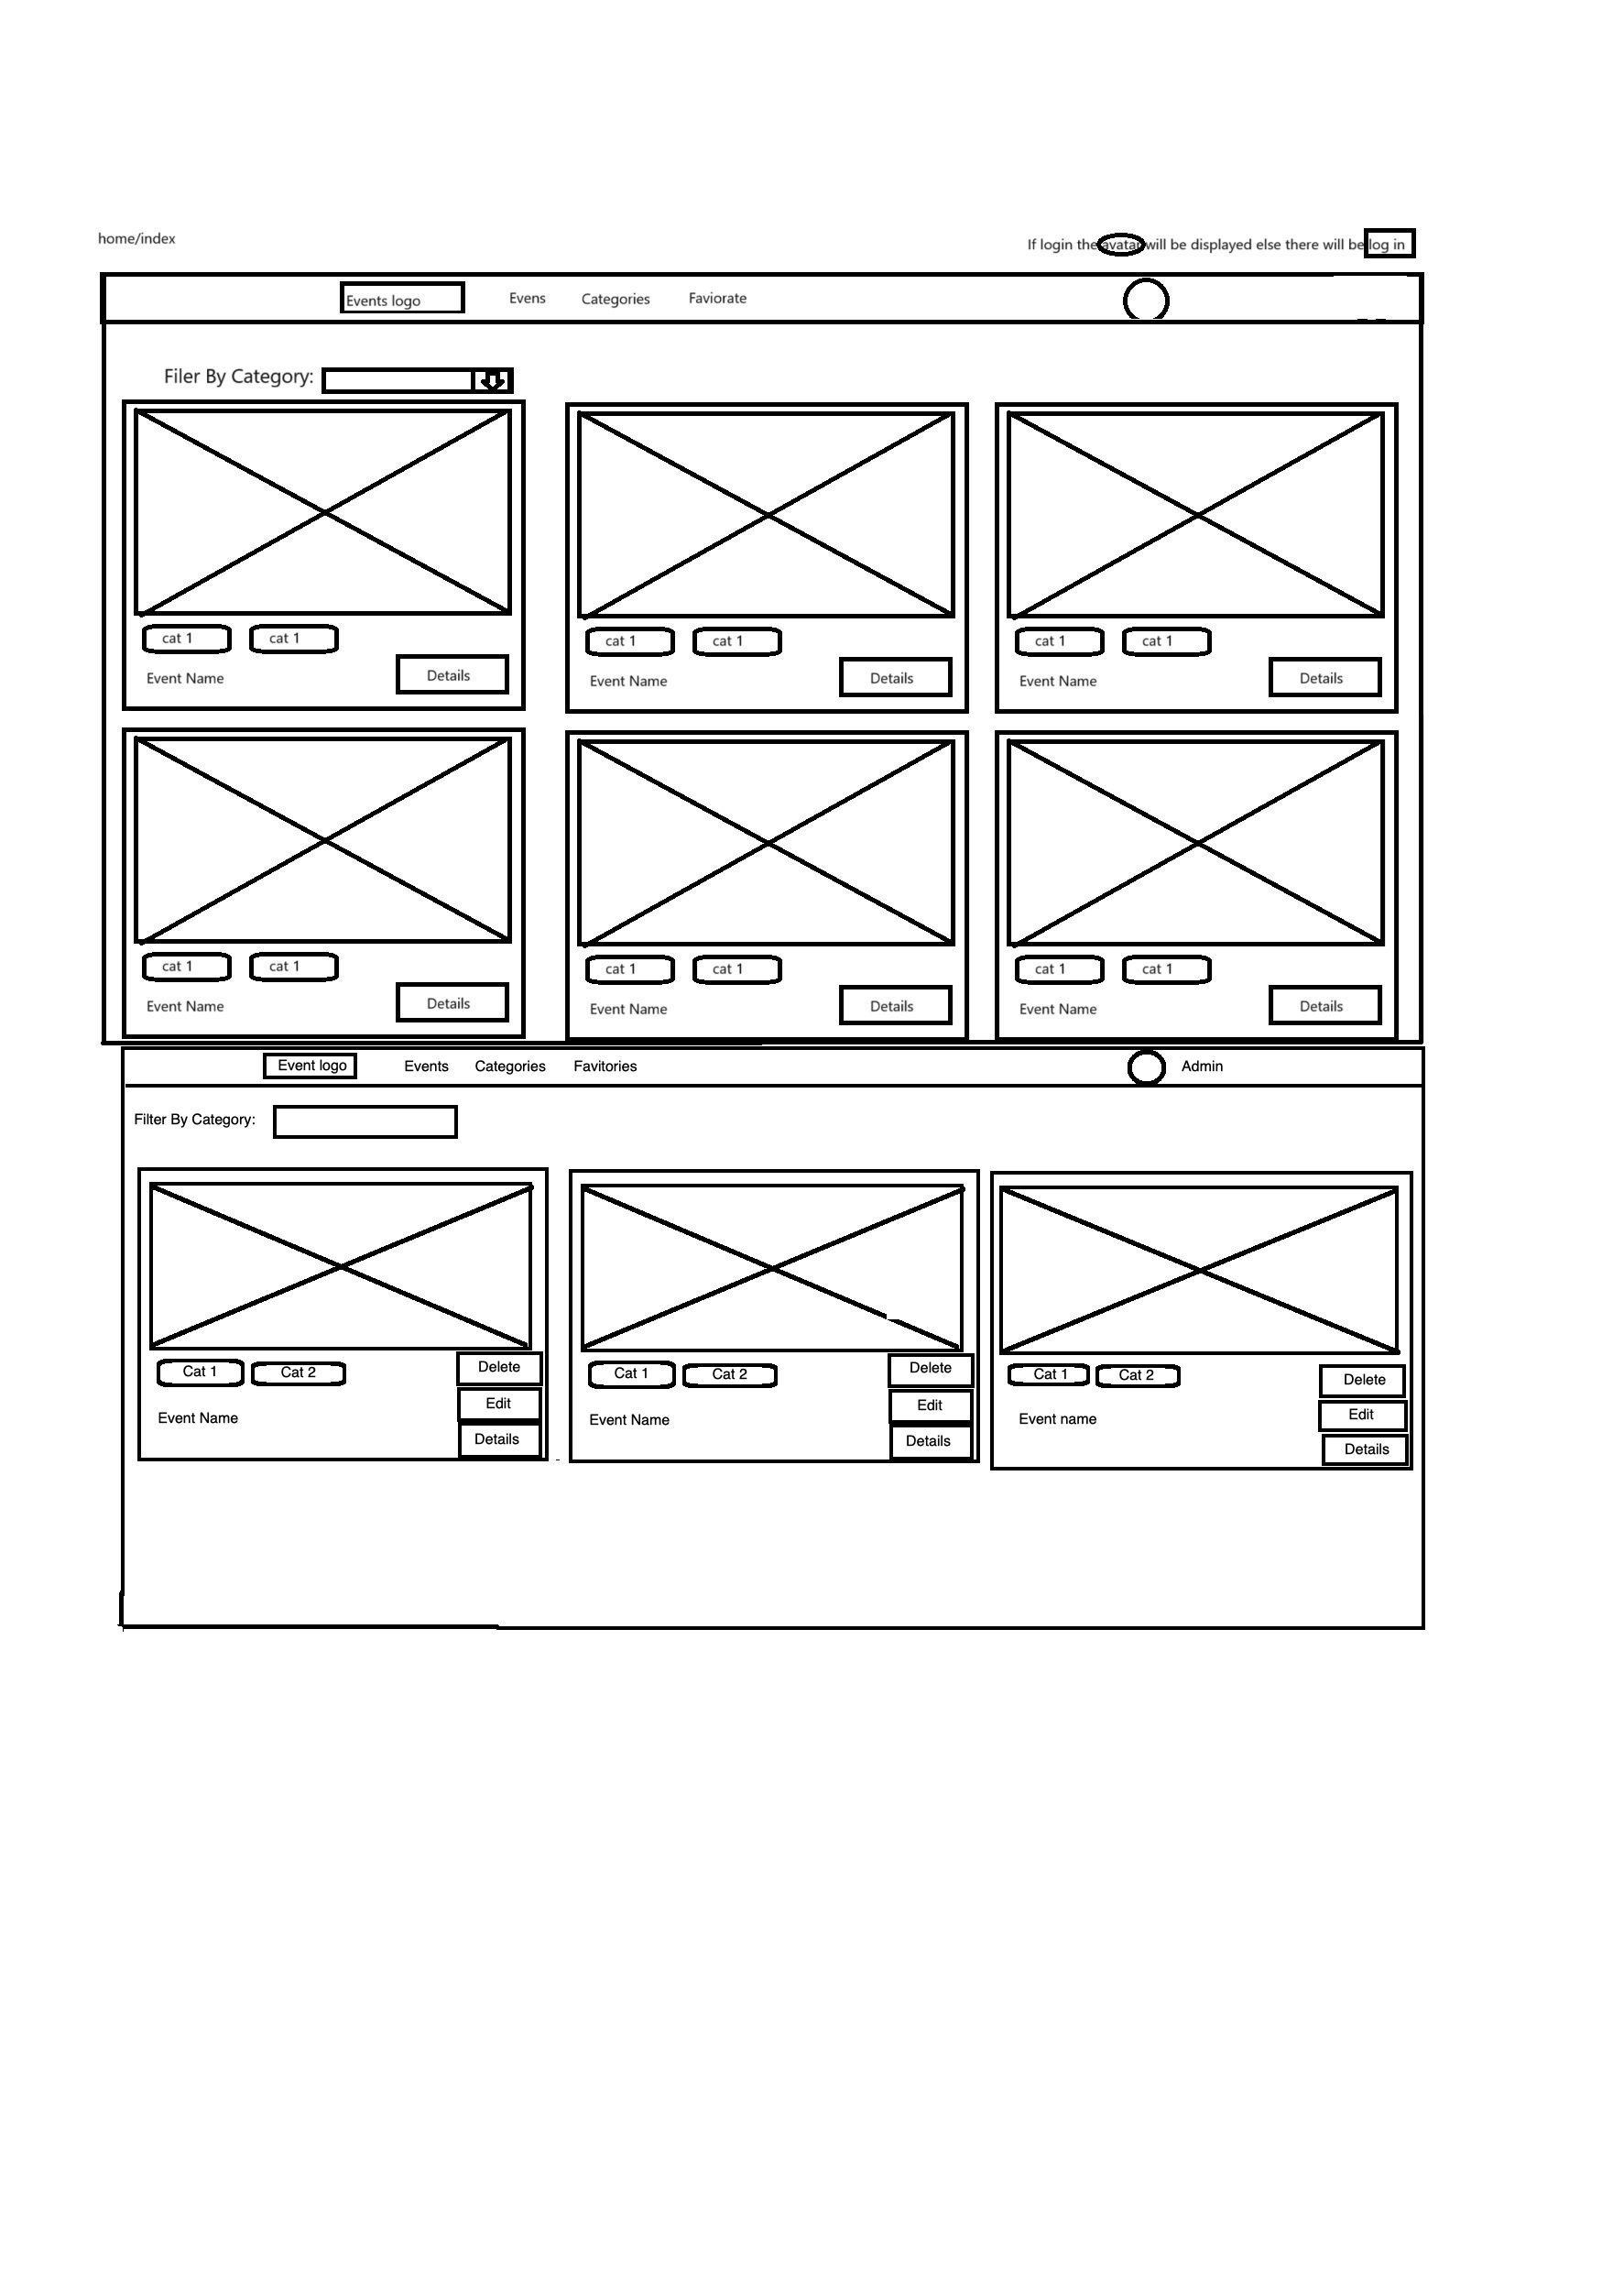 home/index
If login the avatar will be displayed else there will be log in
Events logo Evens Categories Faviorate
Filer By Category:
cat 1 cat 1 cat 1 cat 1 cat 1 cat 1
Event Name Details Event Name Details Event Name Details
cat 1 cat 1 cat 1 cat 1 cat 1 cat 1
Event Name Details Event Name Details Event Name Details
Event logo Events Categories Favitories Admin
Filter By Category:
Cat 1 Cat 2 Delete Cat 1 Cat 2 Delete Cat 1 Cat 2 Delete
Edit Edit Edit
Event Name Event Name Event name
Details Details Details